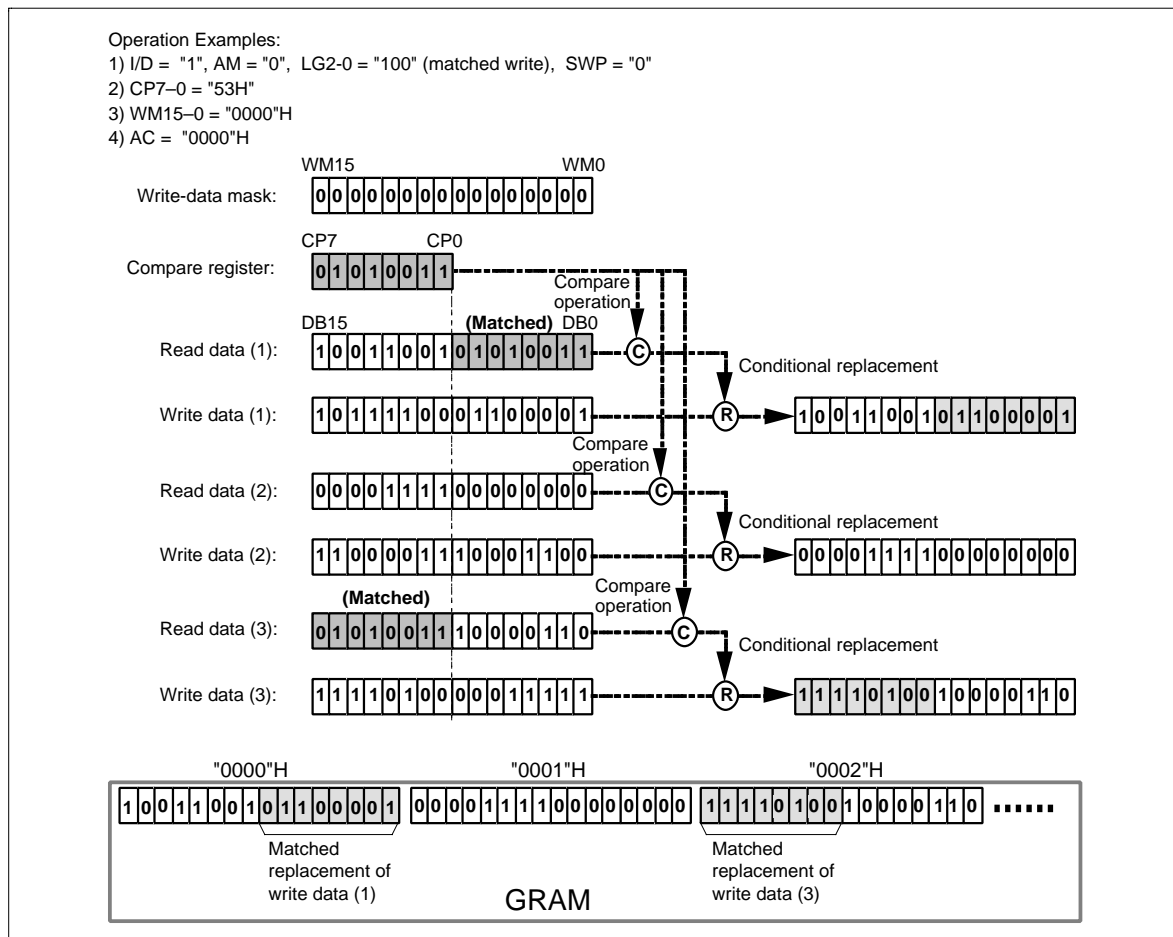 Operation Examples:
1) I/D = "1", AM = "0", LG2-0 = "100" (matched write), SWP = "0"
2) CP7–0 = "53H"
3) WM15–0 = "0000"H
4) AC = "0000"H
WM15 WM0
Write-data mask: 0000000000000000
CP7 CP0
Compare register: 01010011
Compare operation
DB15 (Matched) DB0
Read data (1): 1001100101010011 C
Conditional replacement
Write data (1): 10111110001100001 R 1001100101100001
Compare operation
Read data (2): 0000111100000000 C
Conditional replacement
Write data (2): 1100001110001100 R 0000111100000000
Compare operation
(Matched)
Read data (3): 0101001110000110 C
Conditional replacement
Write data (3): 1111010000011111 R 1111010010000110
"0000"H "0001"H "0002"H
1001100101100001 0000111100000000 1111010010000110 ......
Matched replacement of write data (1)
Matched replacement of write data (3)
GRAM